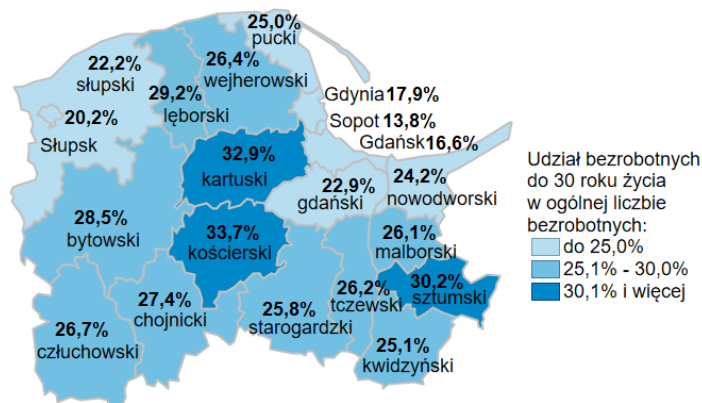 25,0%
pucki
22,2%
słupski
26,4%
wejherowski
29,2%
lęborski
20,2%
Słupsk
Gdynia 17,9%
Sopot 13,8%
Gdańsk 16,6%
32,9%
kartuski
22,9%
gdański
24,2%
nowodworski
28,5%
bytowski
33,7%
kościerski
26,1%
malborski
26,7%
człuchowski
27,4%
chojnicki
25,8%
starogardzki
26,2%
tczewski
30,2%
sztumski
25,1%
kwidzyński
Udział bezrobotnych
do 30 roku życia
w ogólnej liczbie
bezrobotnych:
do 25,0%
25,1% - 30,0%
30,1% i więcej